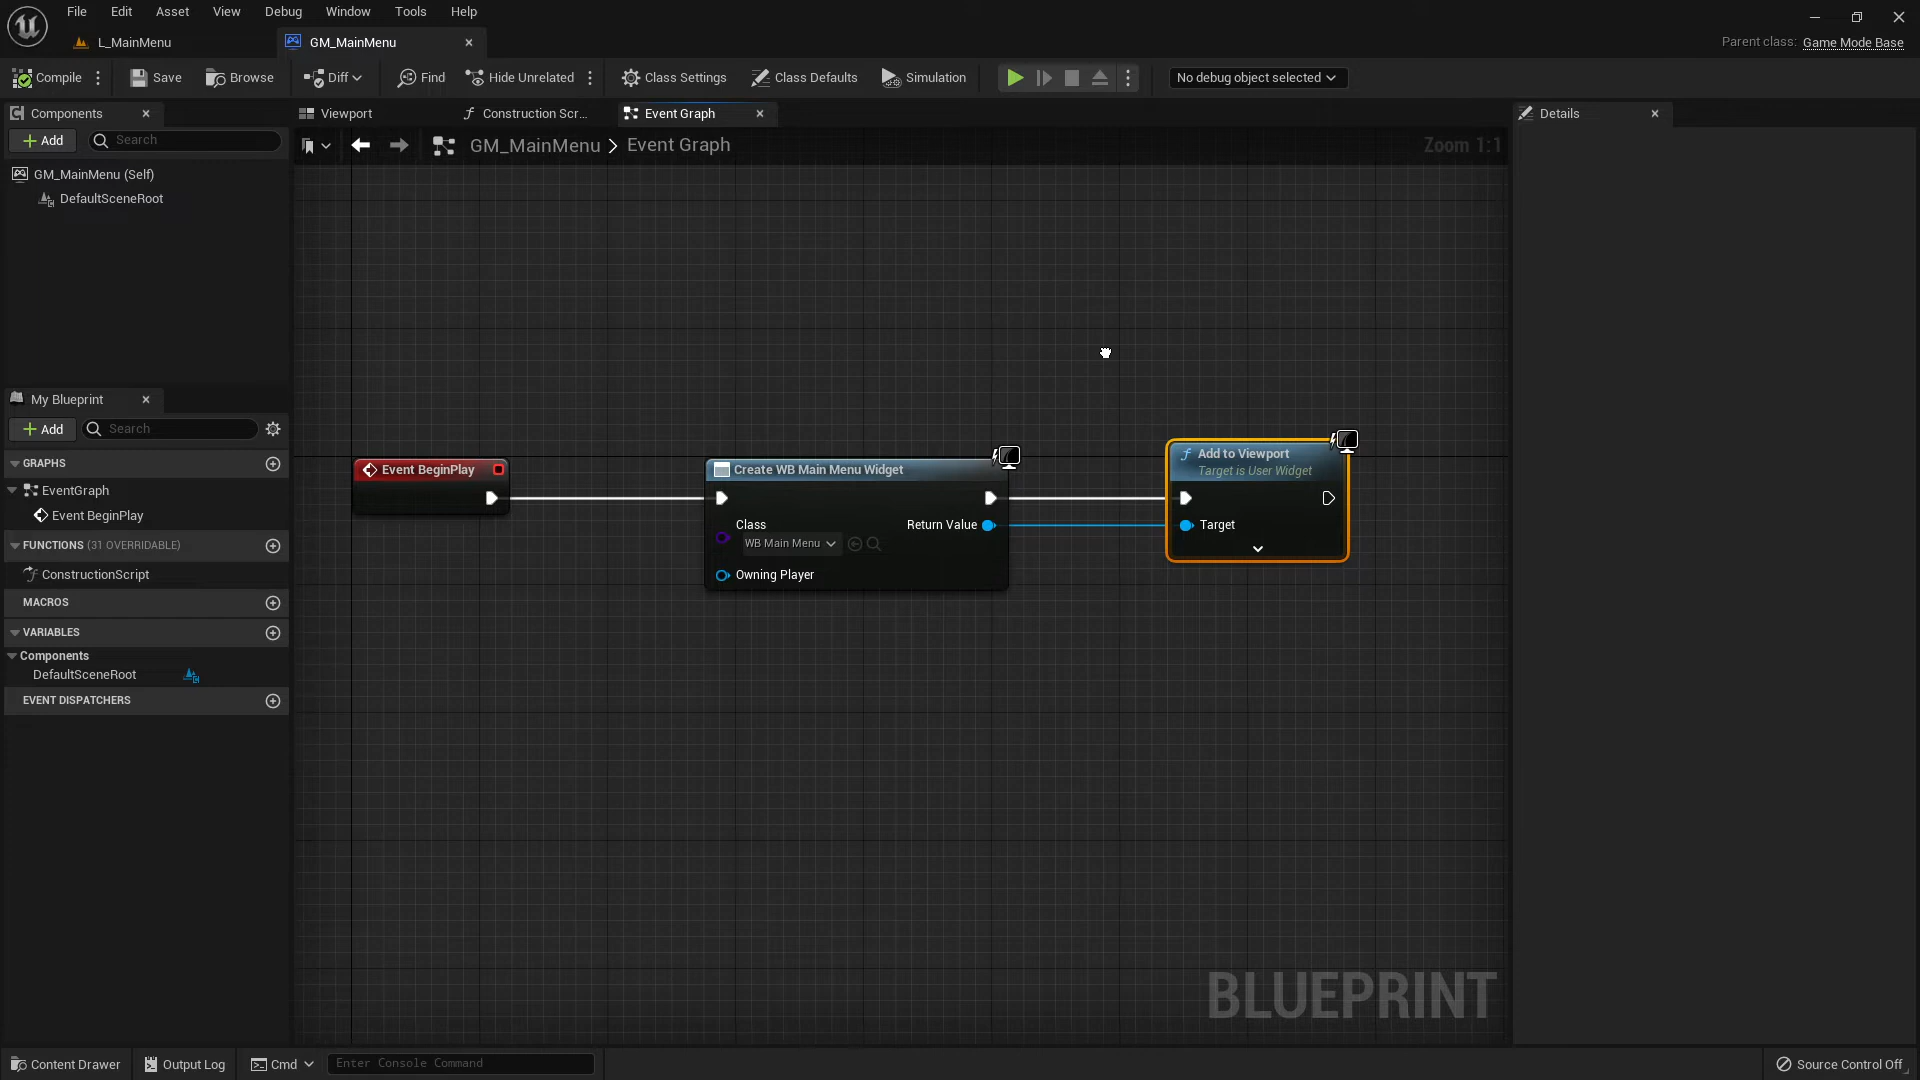 File Edit Asset View Debug Window Tools Help
L_MainMenu GM_MainMenu
Parent class: Game Mode Base
Compile Save Browse Diff Find Hide Unrelated Class Settings Class Defaults Simulation No debug object selected
Components
Add Search
GM_MainMenu (Self)
DefaultSceneRoot
My Blueprint
Add Search
GRAPHS
EventGraph
Event BeginPlay
FUNCTIONS (31 OVERRIDABLE)
ConstructionScript
MACROS
VARIABLES
Components
DefaultSceneRoot
EVENT DISPATCHERS
Viewport Construction Scr... Event Graph
GM_MainMenu > Event Graph Zoom 1:1
Event BeginPlay
Create WB Main Menu Widget
Class
WB Main Menu
Return Value
Owning Player
Add to Viewport
Target is User Widget
Target
BLUEPRINT
Details
Content Drawer Output Log Cmd Enter Console Command Source Control Off